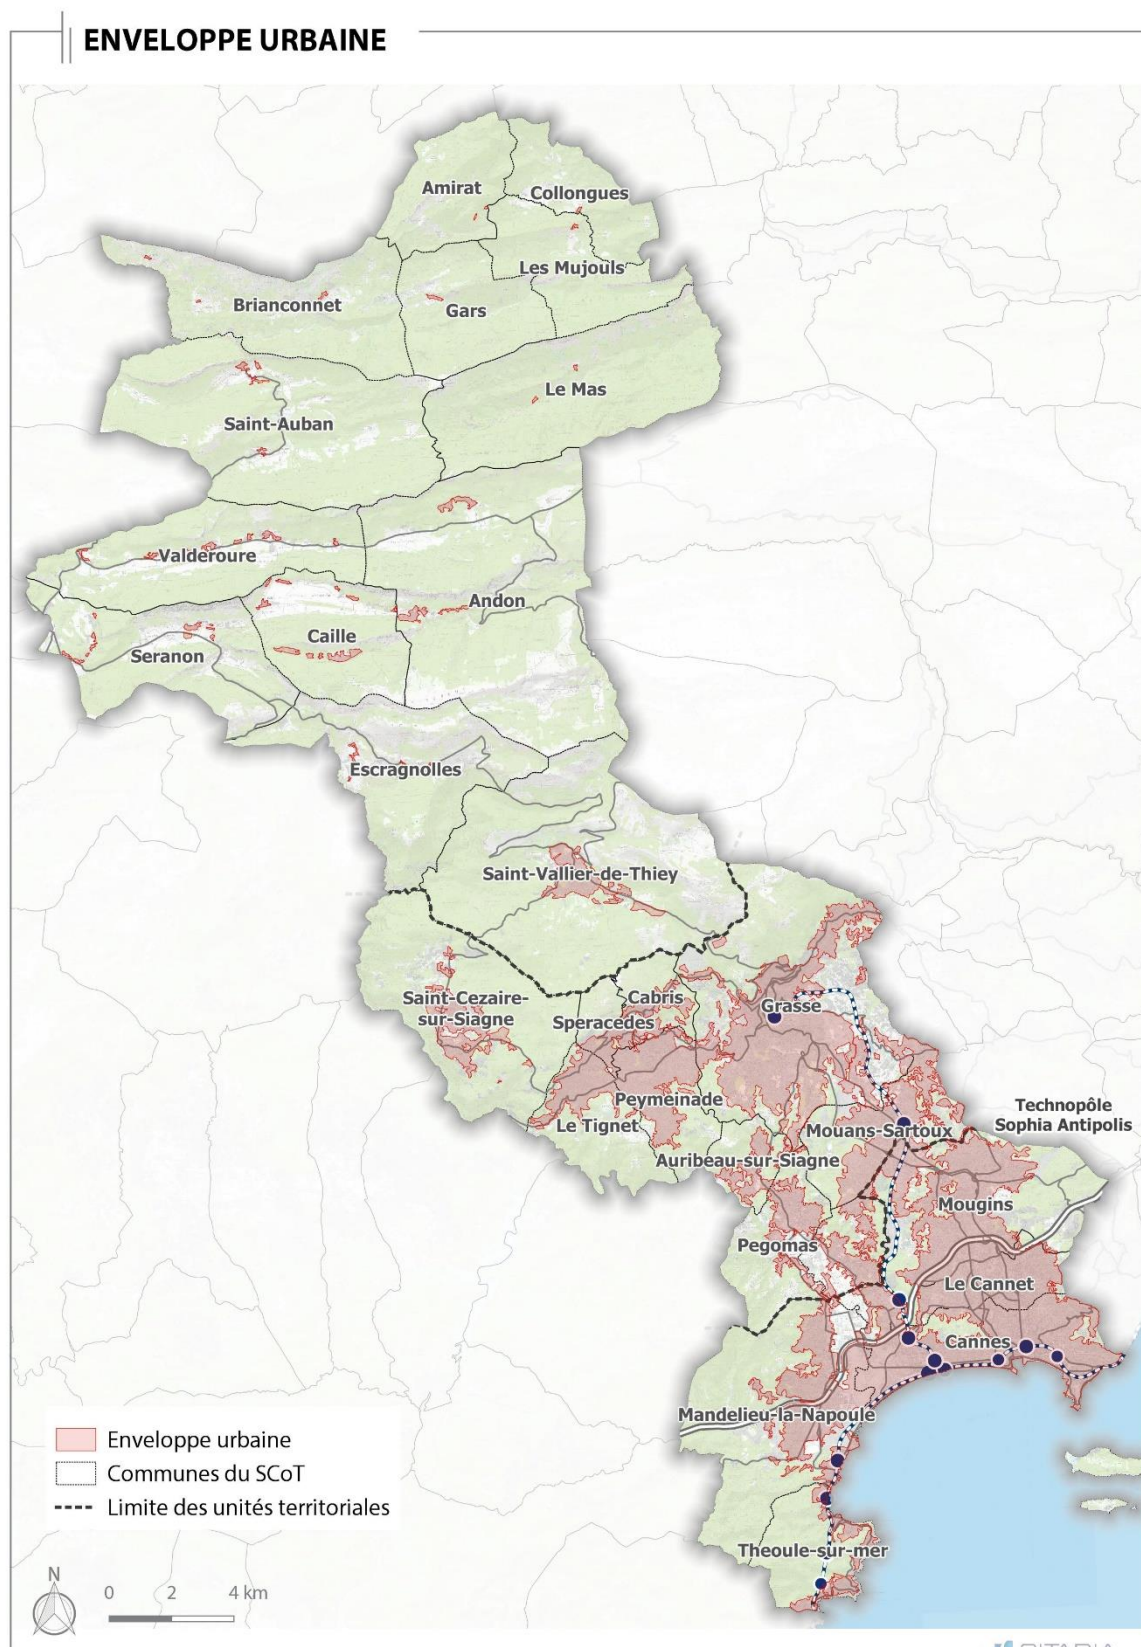 ENVELOPPE URBAINE
Amirat
Collongues
Les Mujouls
Brianconnet
Gars
Le Mas
Saint-Auban
Valderoure
Andon
Caille
Seranon
Escragnolles
Saint-Vallier-de-Thiey
Saint-Cezaire-
sur-Siagne
Cabris
Speracedes
Grasse
Peymeinade
Le Tignet
Mouans-Sartoux
Technopôle
Sophia Antipolis
Auribeau-sur-Siagne
Mougins
Pegomas
Le Cannet
Cannes
Mandelieu-la-Napoule
Theoule-sur-mer
Enveloppe urbaine
Communes du SCoT
Limite des unités territoriales
N
0 2 4 km